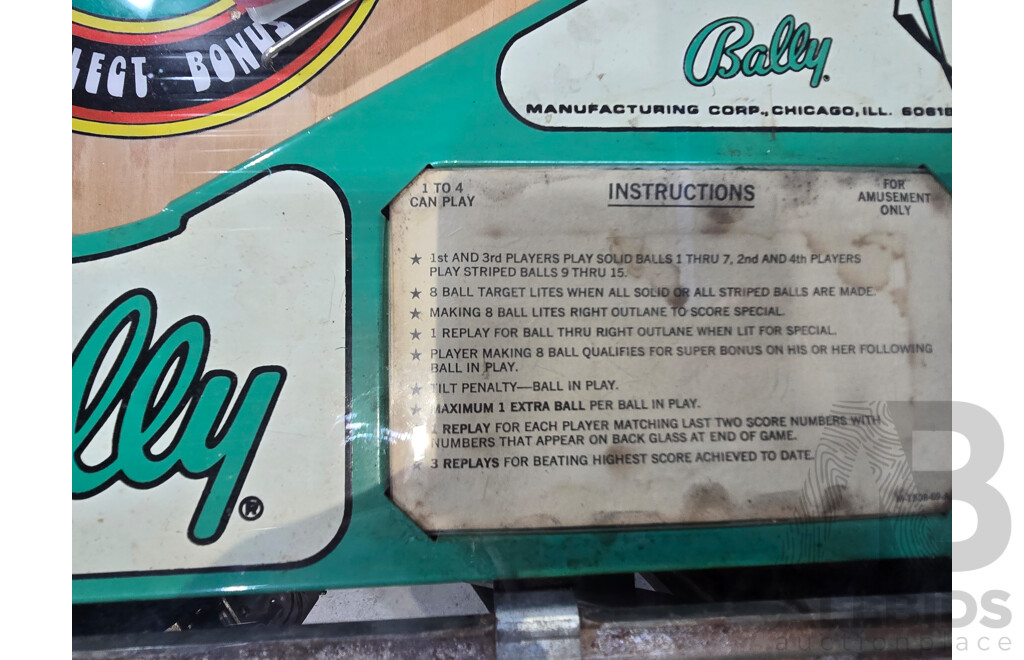 LECT BONUS
Bally®
MANUFACTURING CORP., CHICAGO, ILL. 60618
1 TO 4
CAN PLAY
INSTRUCTIONS
FOR
AMUSEMENT
ONLY
★ 1st AND 3rd PLAYERS PLAY SOLID BALLS 1 THRU 7, 2nd AND 4th PLAYERS
PLAY STRIPED BALLS 9 THRU 15.
★ 8 BALL TARGET LITES WHEN ALL SOLID OR ALL STRIPED BALLS ARE MADE.
★ MAKING 8 BALL LITES RIGHT OUTLANE TO SCORE SPECIAL.
★ 1 REPLAY FOR BALL THRU RIGHT OUTLANE WHEN LIT FOR SPECIAL.
★ PLAYER MAKING 8 BALL QUALIFIES FOR SUPER BONUS ON HIS OR HER FOLLOWING
BALL IN PLAY.
★ TILT PENALTY—BALL IN PLAY.
★ MAXIMUM 1 EXTRA BALL PER BALL IN PLAY.
★ 1 REPLAY FOR EACH PLAYER MATCHING LAST TWO SCORE NUMBERS WITH
NUMBERS THAT APPEAR ON BACK GLASS AT END OF GAME.
★ 3 REPLAYS FOR BEATING HIGHEST SCORE ACHIEVED TO DATE.
ally®
AB
ALLBIDS
auctionplace